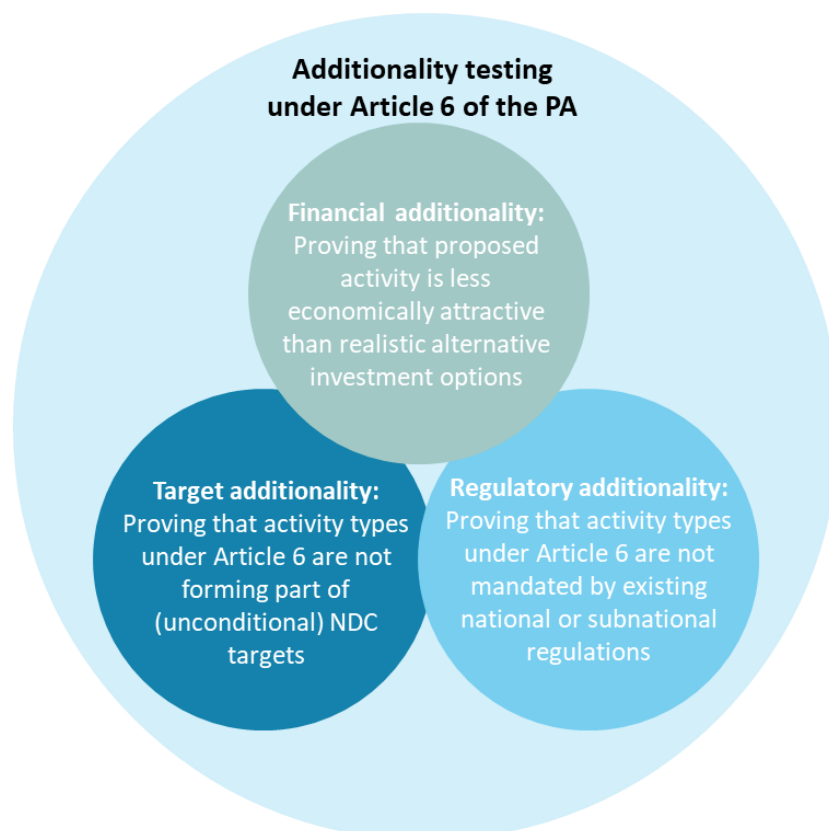 Additionality testing
under Article 6 of the PA
Financial additionality:
Proving that proposed
activity is less
economically attractive
than realistic alternative
investment options
Target additionality:
Proving that activity types
under Article 6 are not
forming part of
(unconditional) NDC
targets
Regulatory additionality:
Proving that activity types
under Article 6 are not
mandated by existing
national or subnational
regulations